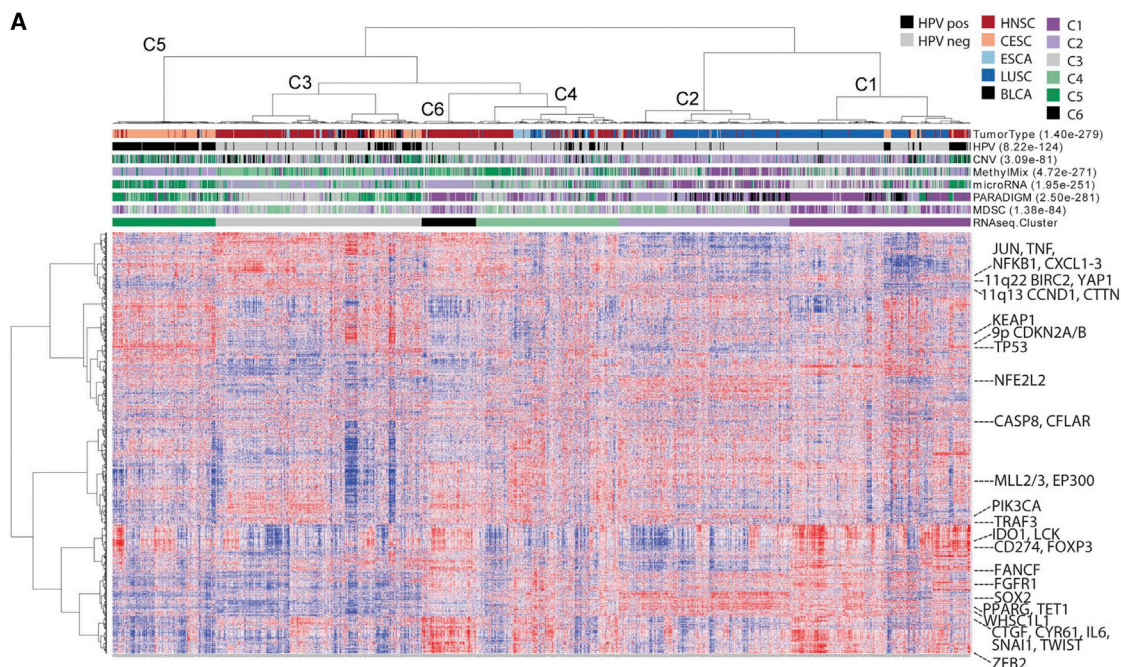 A
HPV pos
HPV neg
HNSC
CESC
ESCA
LUSC
BLCA
C1
C2
C3
C4
C5
C6
C5
C3
C6
C4
C2
C1
TumorType (1.40e-279)
HPV (8.22e-124)
CNV (3.09e-81)
MethylMix (4.72e-271)
microRNA (1.95e-251)
PARADIGM (2.50e-281)
MDSC (1.38e-84)
RNAseq.Cluster
JUN, TNF,
NFKB1, CXCL1-3
11q22 BIRC2, YAP1
11q13 CCND1, CTTN
KEAP1
9p CDKN2A/B
TP53
NFE2L2
CASP8, CFLAR
MLL2/3, EP300
PIK3CA
TRAF3
IDO1, LCK
CD274, FOXP3
FANCF
FGFR1
SOX2
PPARG, TET1
WHSC1L1
CTGF, CYR61, IL6,
SNAI1, TWIST
ZEB2